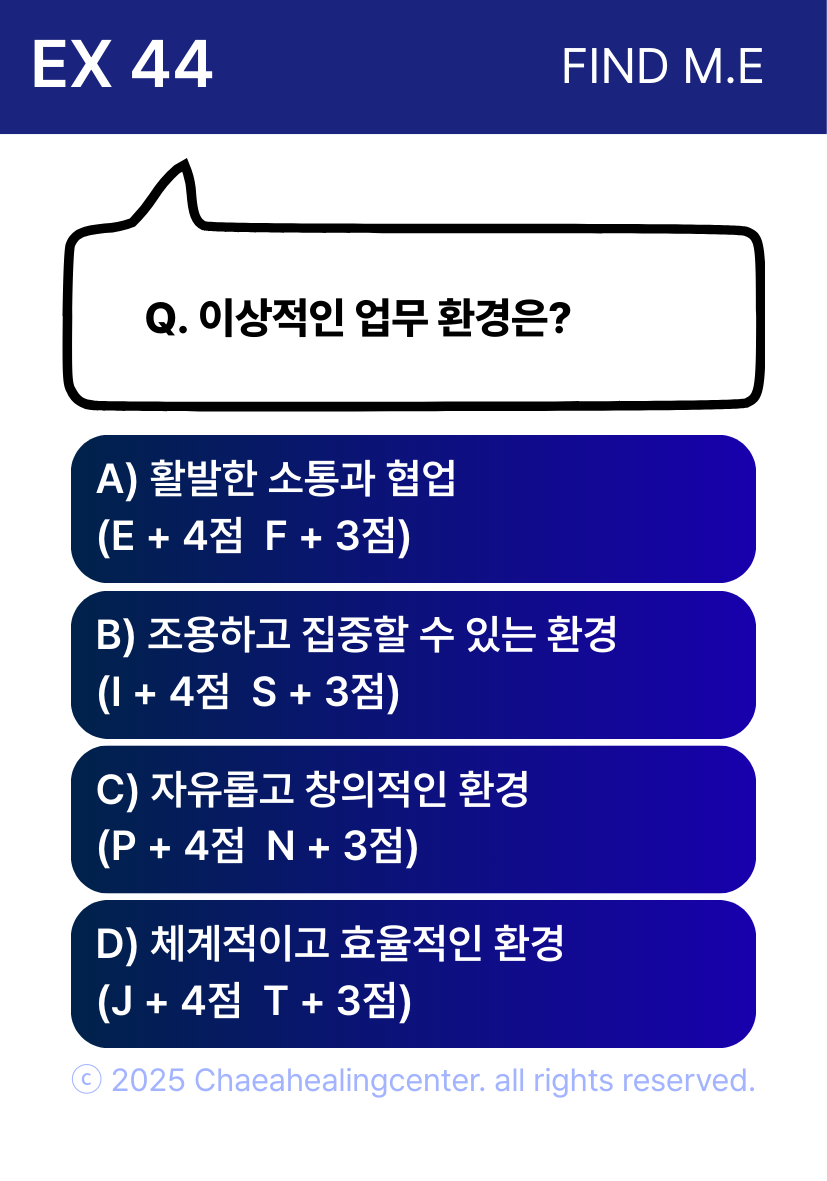 EX 44
FIND M.E
Q. 이상적인 업무 환경은?
A) 활발한 소통과 협업
(E + 4점  F + 3점)
B) 조용하고 집중할 수 있는 환경
(I + 4점  S + 3점)
C) 자유롭고 창의적인 환경
(P + 4점  N + 3점)
D) 체계적이고 효율적인 환경
(J + 4점  T + 3점)
ⓒ 2025 Chaeahealingcenter. all rights reserved.